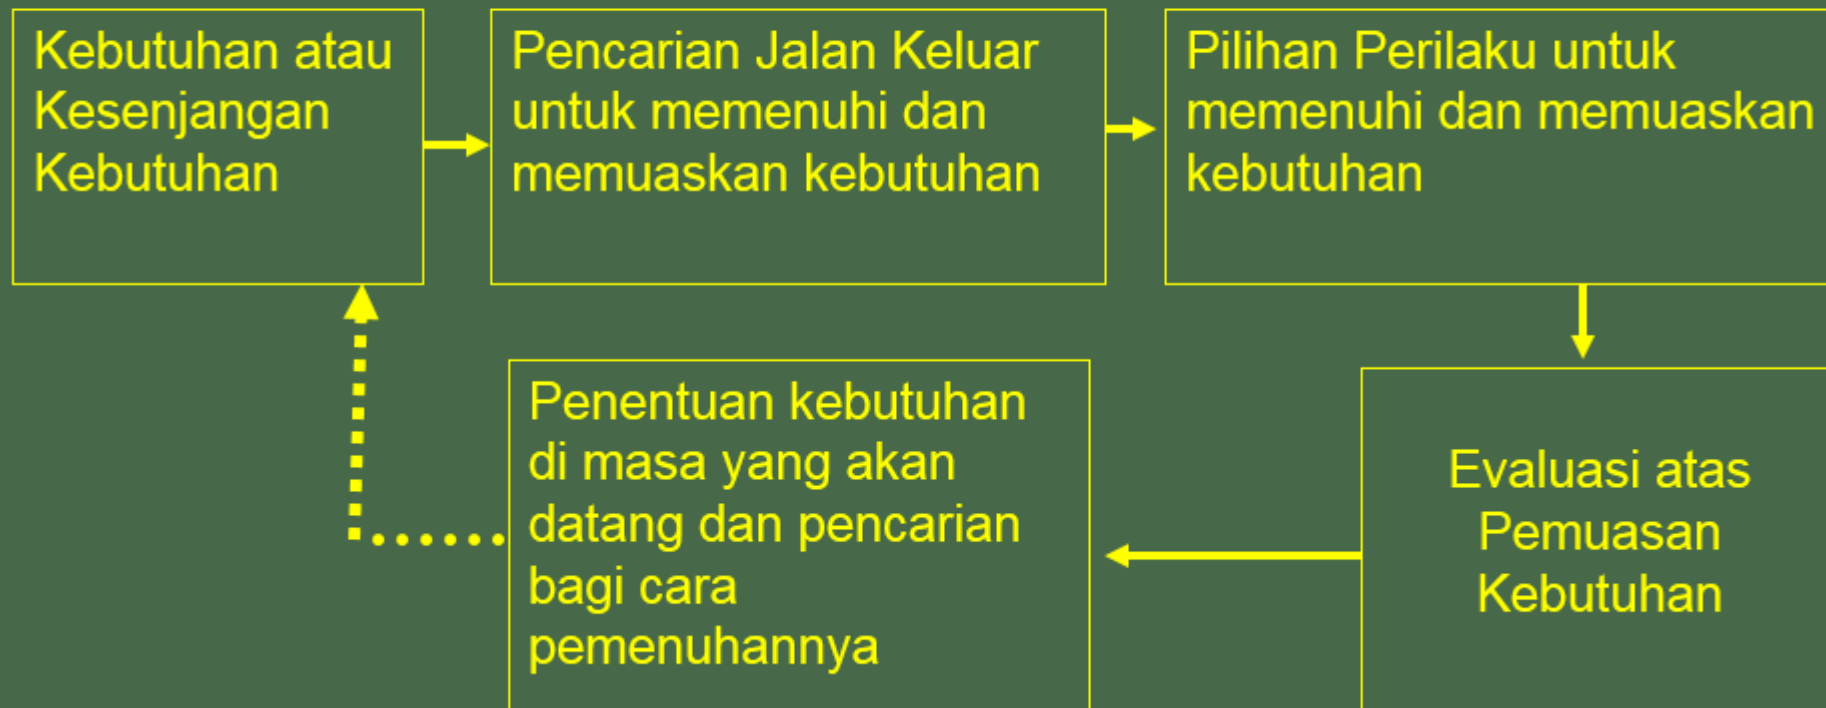 Kebutuhan atau
Kesenjangan
Kebutuhan
Pencarian Jalan Keluar
untuk memenuhi dan
memuaskan kebutuhan
Pilihan Perilaku untuk
memenuhi dan memuaskan
kebutuhan
Evaluasi atas
Pemuasan
Kebutuhan
Penentuan kebutuhan
di masa yang akan
datang dan pencarian
bagi cara
pemenuhannya